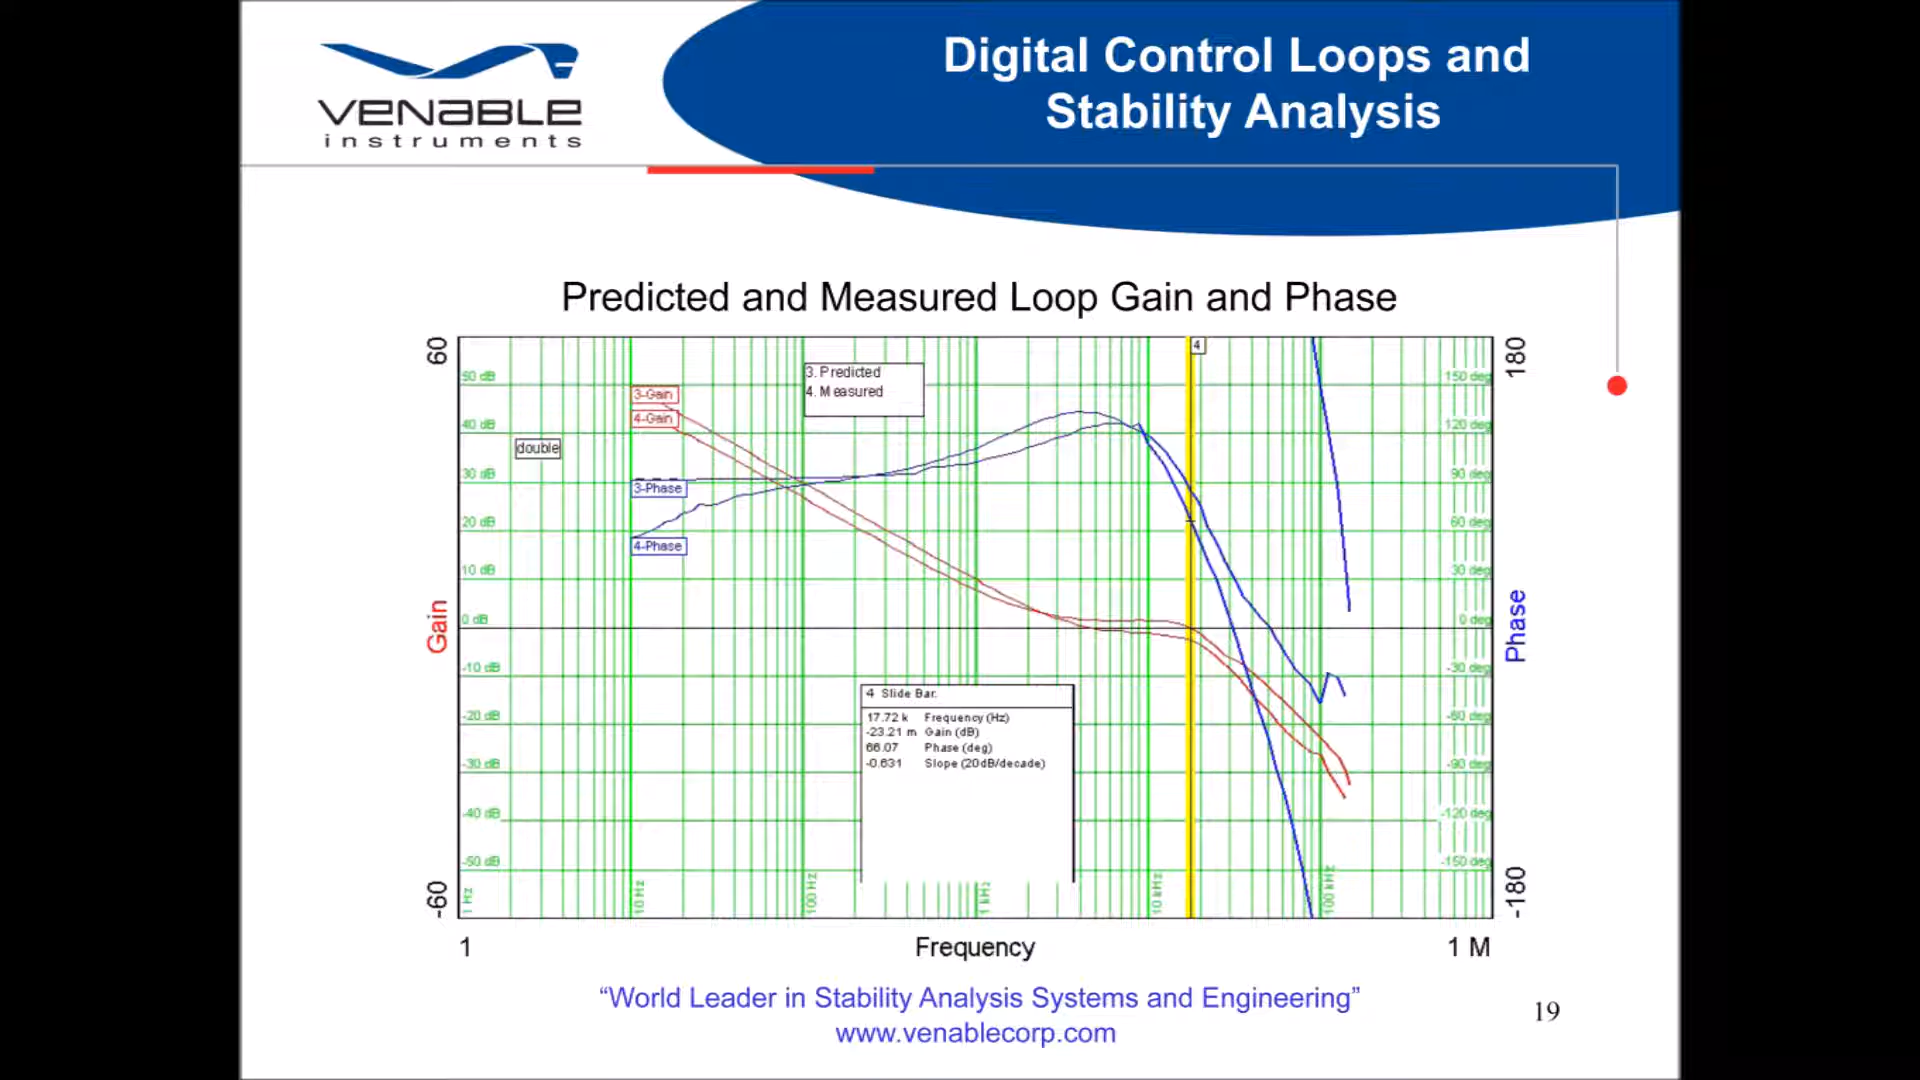 VENABLE
instruments
Digital Control Loops and
Stability Analysis
Predicted and Measured Loop Gain and Phase
60
180
4
50 dB
150 deg
3. Predicted
4. Measured
3-Gain
4-Gain
40 dB
120 deg
double
30 dB
90 deg
3-Phase
20 dB
60 deg
4-Phase
10 dB
30 deg
0 dB
0 deg
Gain
Phase
-10 dB
-30 deg
4 Slide Bar.
17.72 k Frequency (Hz)
-23.21 m Gain (dB)
66.07 Phase (deg)
-0.631 Slope (20dB/decade)
-20 dB
-60 deg
-30 dB
-90 deg
-40 dB
-120 deg
-50 dB
-150 deg
1 Hz
10 Hz
100 Hz
1 kHz
10 kHz
100 kHz
-60
-180
1
Frequency
1 M
“World Leader in Stability Analysis Systems and Engineering”
www.venablecorp.com
19